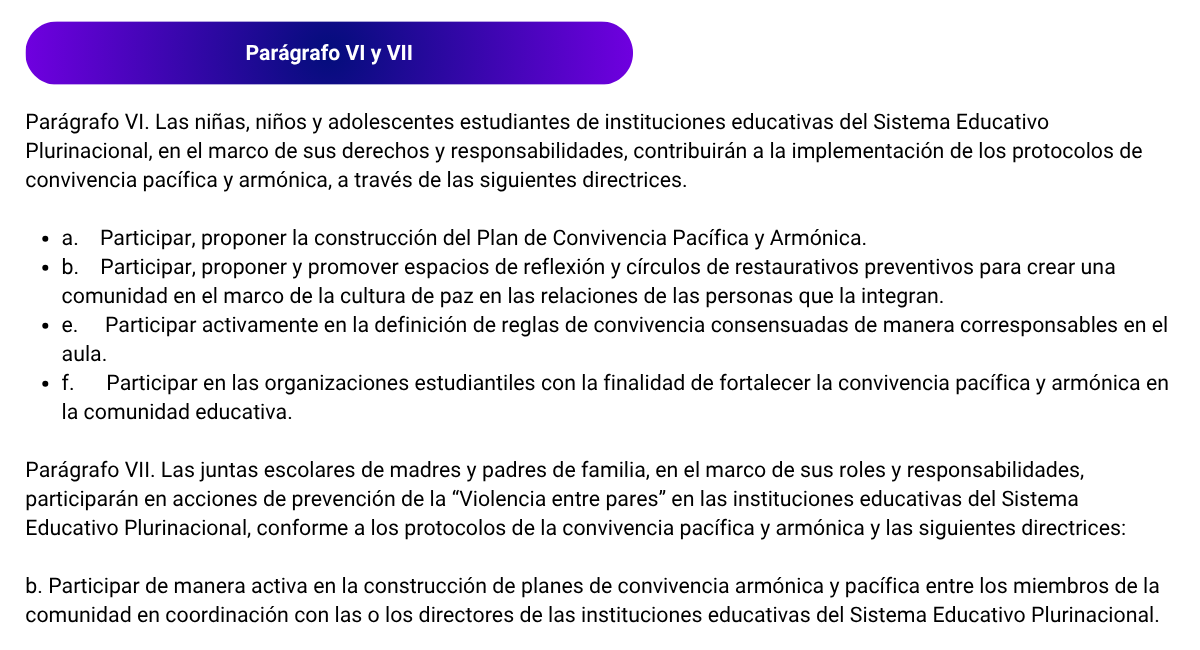 Parágrafo VI y VII
Parágrafo VI. Las niñas, niños y adolescentes estudiantes de instituciones educativas del Sistema Educativo
Plurinacional, en el marco de sus derechos y responsabilidades, contribuirán a la implementación de los protocolos de
convivencia pacífica y armónica, a través de las siguientes directrices.
• a. Participar, proponer la construcción del Plan de Convivencia Pacífica y Armónica.
• b. Participar, proponer y promover espacios de reflexión y círculos de restaurativos preventivos para crear una
comunidad en el marco de la cultura de paz en las relaciones de las personas que la integran.
• e. Participar activamente en la definición de reglas de convivencia consensuadas de manera corresponsables en el
aula.
• f. Participar en las organizaciones estudiantiles con la finalidad de fortalecer la convivencia pacífica y armónica en
la comunidad educativa.
Parágrafo VII. Las juntas escolares de madres y padres de familia, en el marco de sus roles y responsabilidades,
participarán en acciones de prevención de la “Violencia entre pares” en las instituciones educativas del Sistema
Educativo Plurinacional, conforme a los protocolos de la convivencia pacífica y armónica y las siguientes directrices:
b. Participar de manera activa en la construcción de planes de convivencia armónica y pacífica entre los miembros de la
comunidad en coordinación con las o los directores de las instituciones educativas del Sistema Educativo Plurinacional.